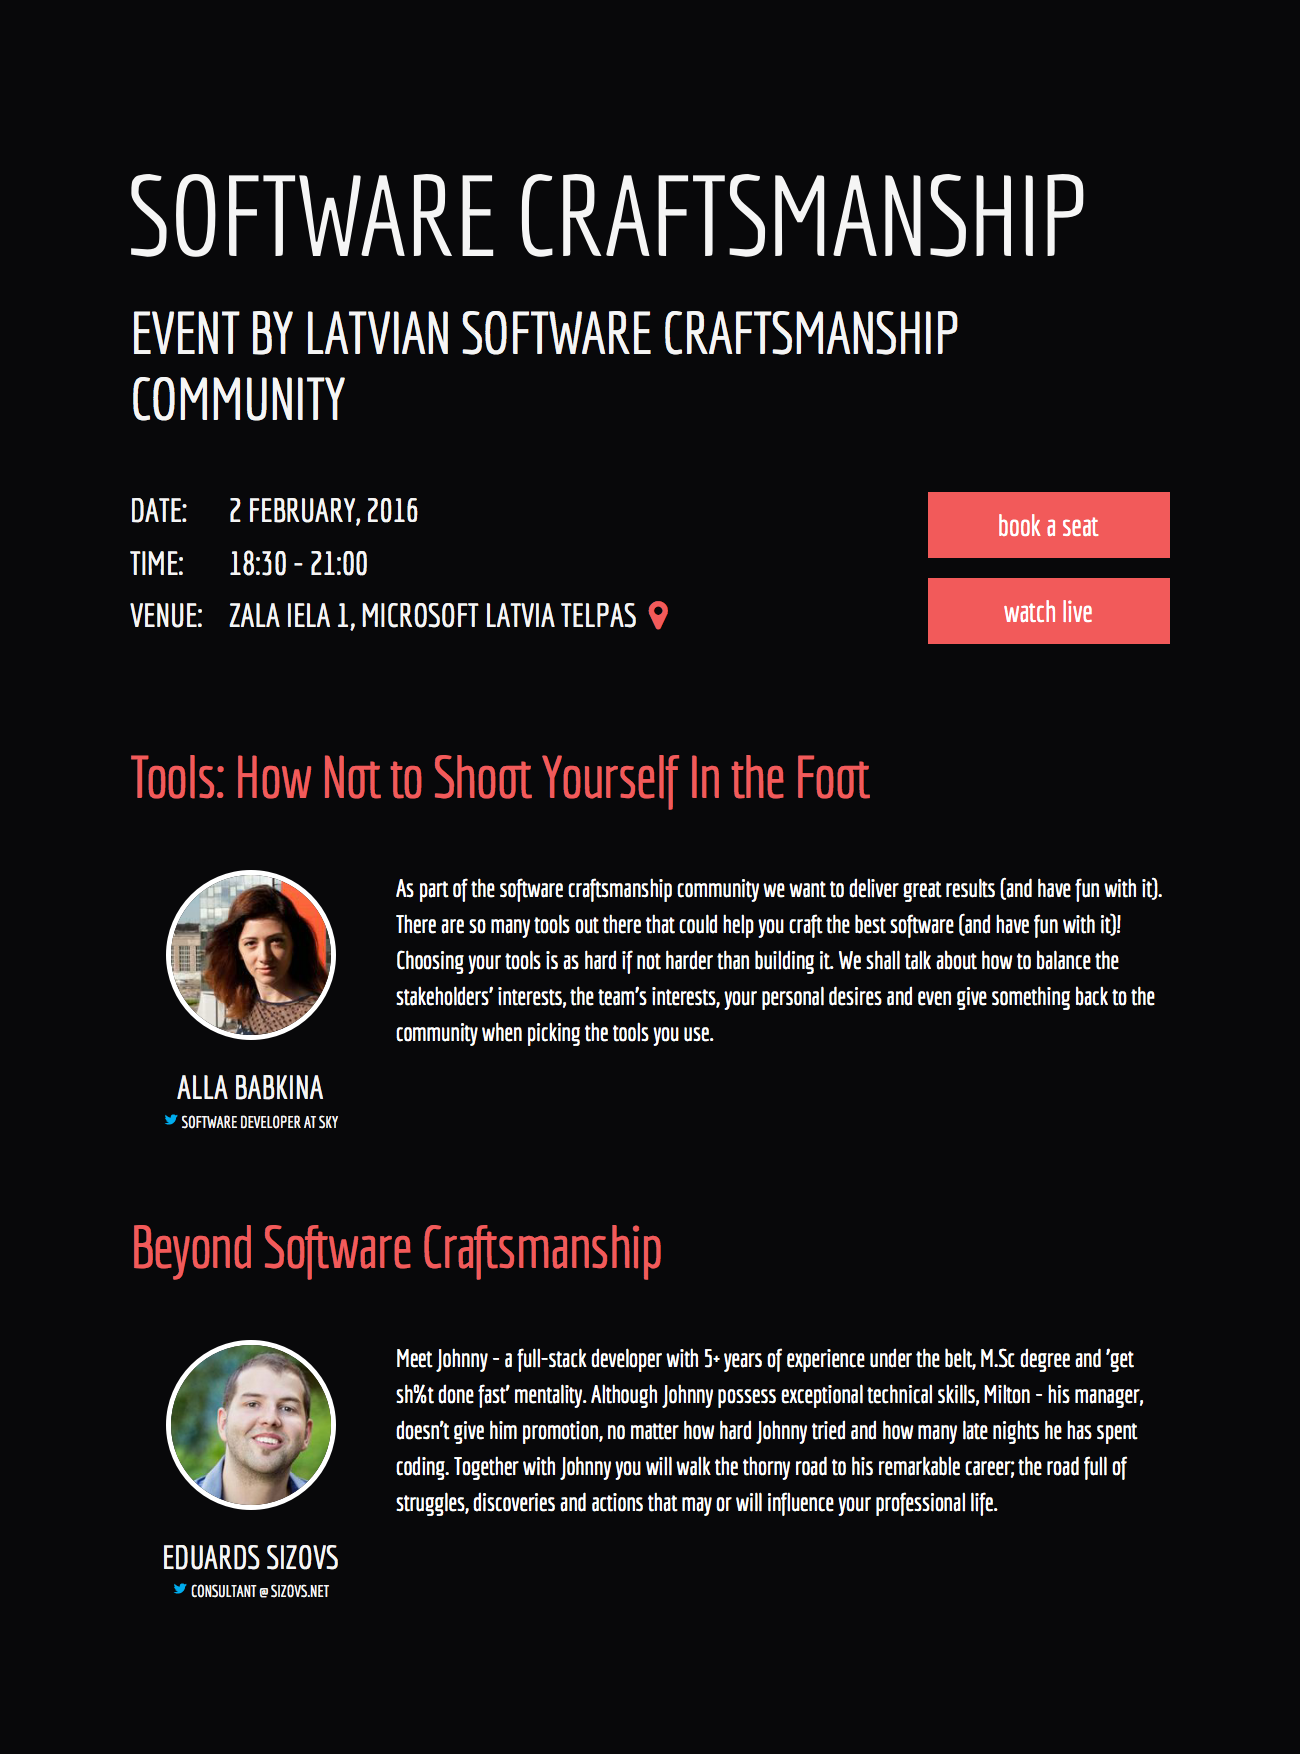 SOFTWARE CRAFTSMANSHIP
EVENT BY LATVIAN SOFTWARE CRAFTSMANSHIP
COMMUNITY
DATE: 2 FEBRUARY, 2016
TIME: 18:30 - 21:00
VENUE: ZALA IELA 1, MICROSOFT LATVIA TELPAS
book a seat
watch live
Tools: How Not to Shoot Yourself In the Foot
As part of the software craftsmanship community we want to deliver great results (and have fun with it).
There are so many tools out there that could help you craft the best software (and have fun with it)!
Choosing your tools is as hard if not harder than building it. We shall talk about how to balance the
stakeholders' interests, the team's interests, your personal desires and even give something back to the
community when picking the tools you use.
ALLA BABKINA
SOFTWARE DEVELOPER AT SKY
Beyond Software Craftsmanship
Meet Johnny - a full-stack developer with 5+ years of experience under the belt, M.Sc degree and 'get
sh%t done fast' mentality. Although Johnny possess exceptional technical skills, Milton - his manager,
doesn't give him promotion, no matter how hard Johnny tried and how many late nights he has spent
coding. Together with Johnny you will walk the thorny road to his remarkable career; the road full of
struggles, discoveries and actions that may or will influence your professional life.
EDUARDS SIZOVS
CONSULTANT @ SIZOVS.NET